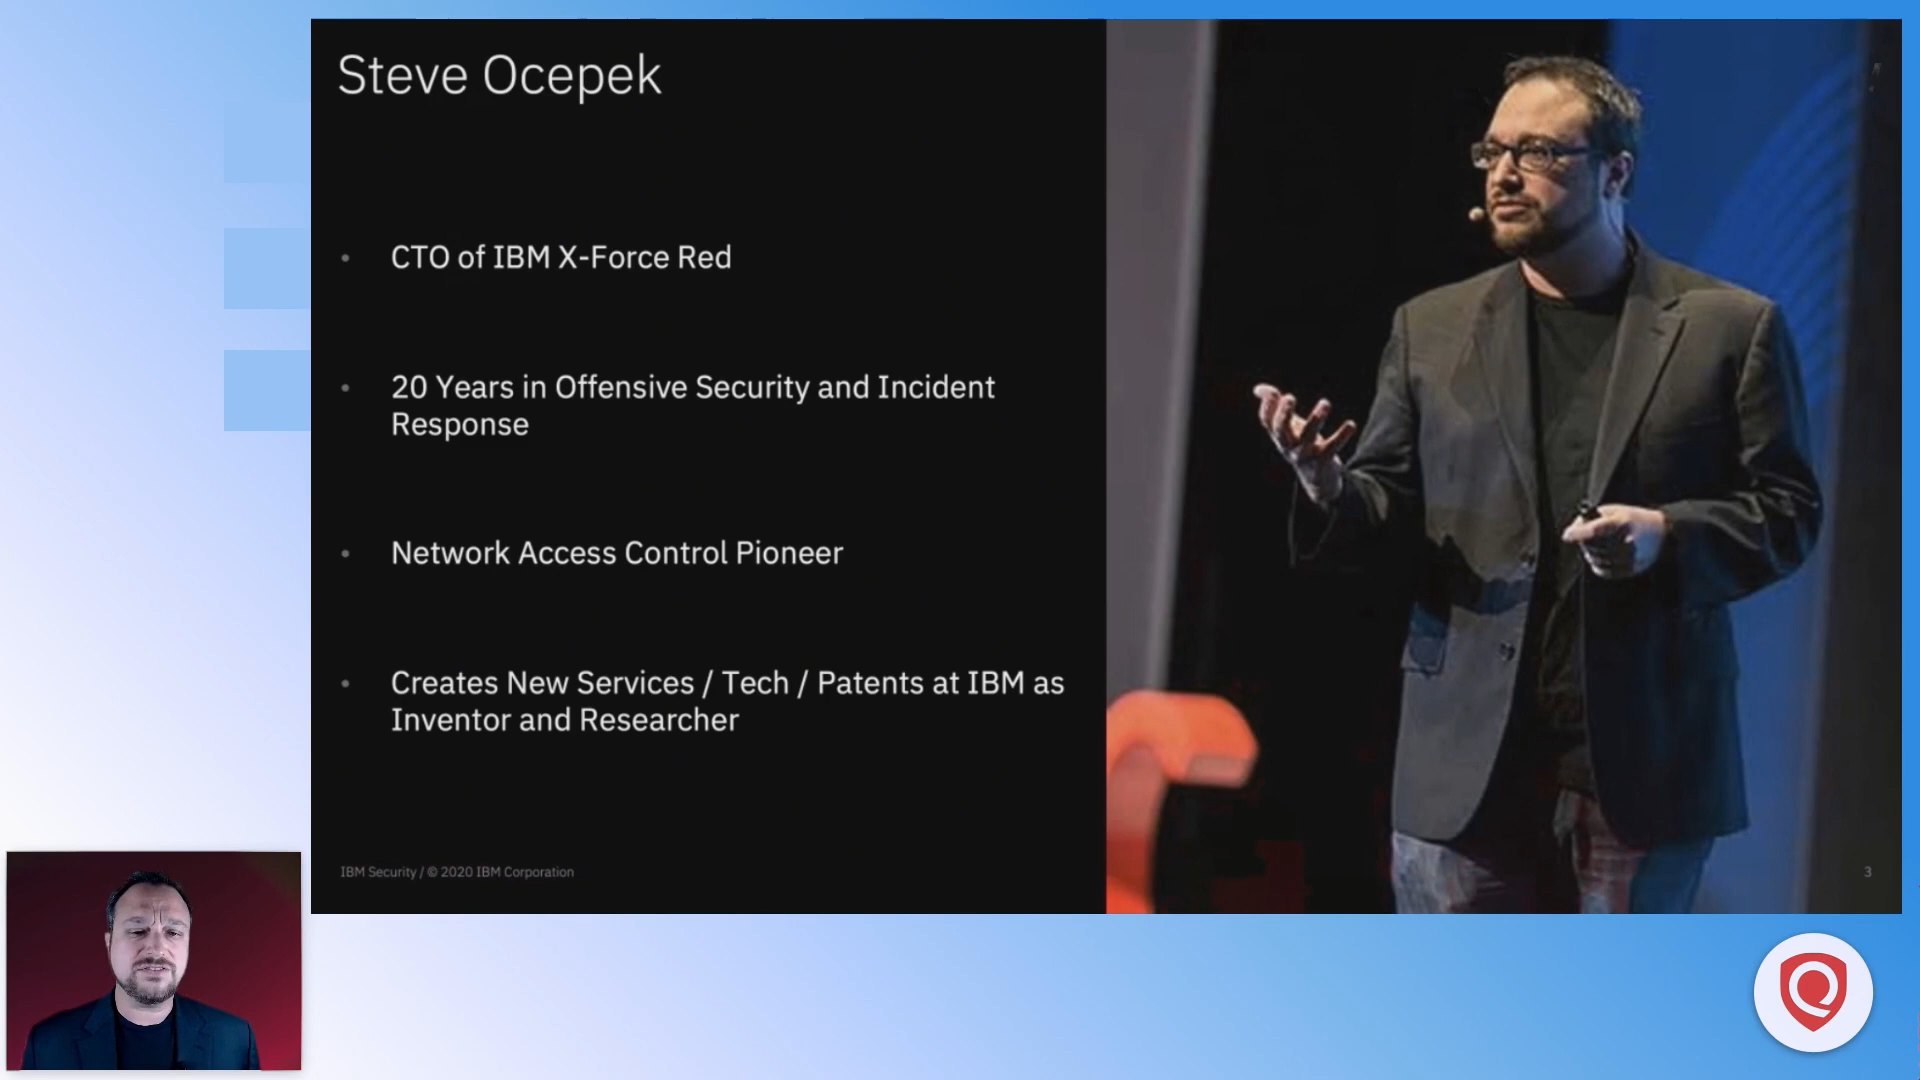 Steve Ocepek
• CTO of IBM X-Force Red
• 20 Years in Offensive Security and Incident
Response
• Network Access Control Pioneer
• Creates New Services / Tech / Patents at IBM as
Inventor and Researcher
IBM Security / © 2020 IBM Corporation
3